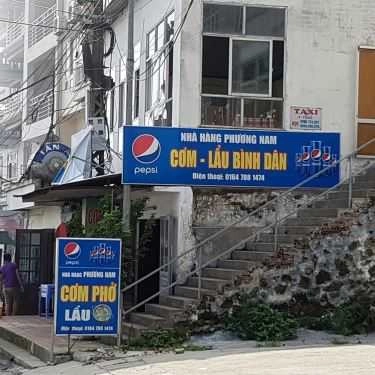 NHÀ HÀNG PHƯƠNG NAM
CƠM - LẨU BÌNH DÂN
Điện thoại: 0164 788 1474
pepsi
TAXI
pepsi
NHÀ HÀNG PHƯƠNG NAM
CƠM PHỞ
LẨU